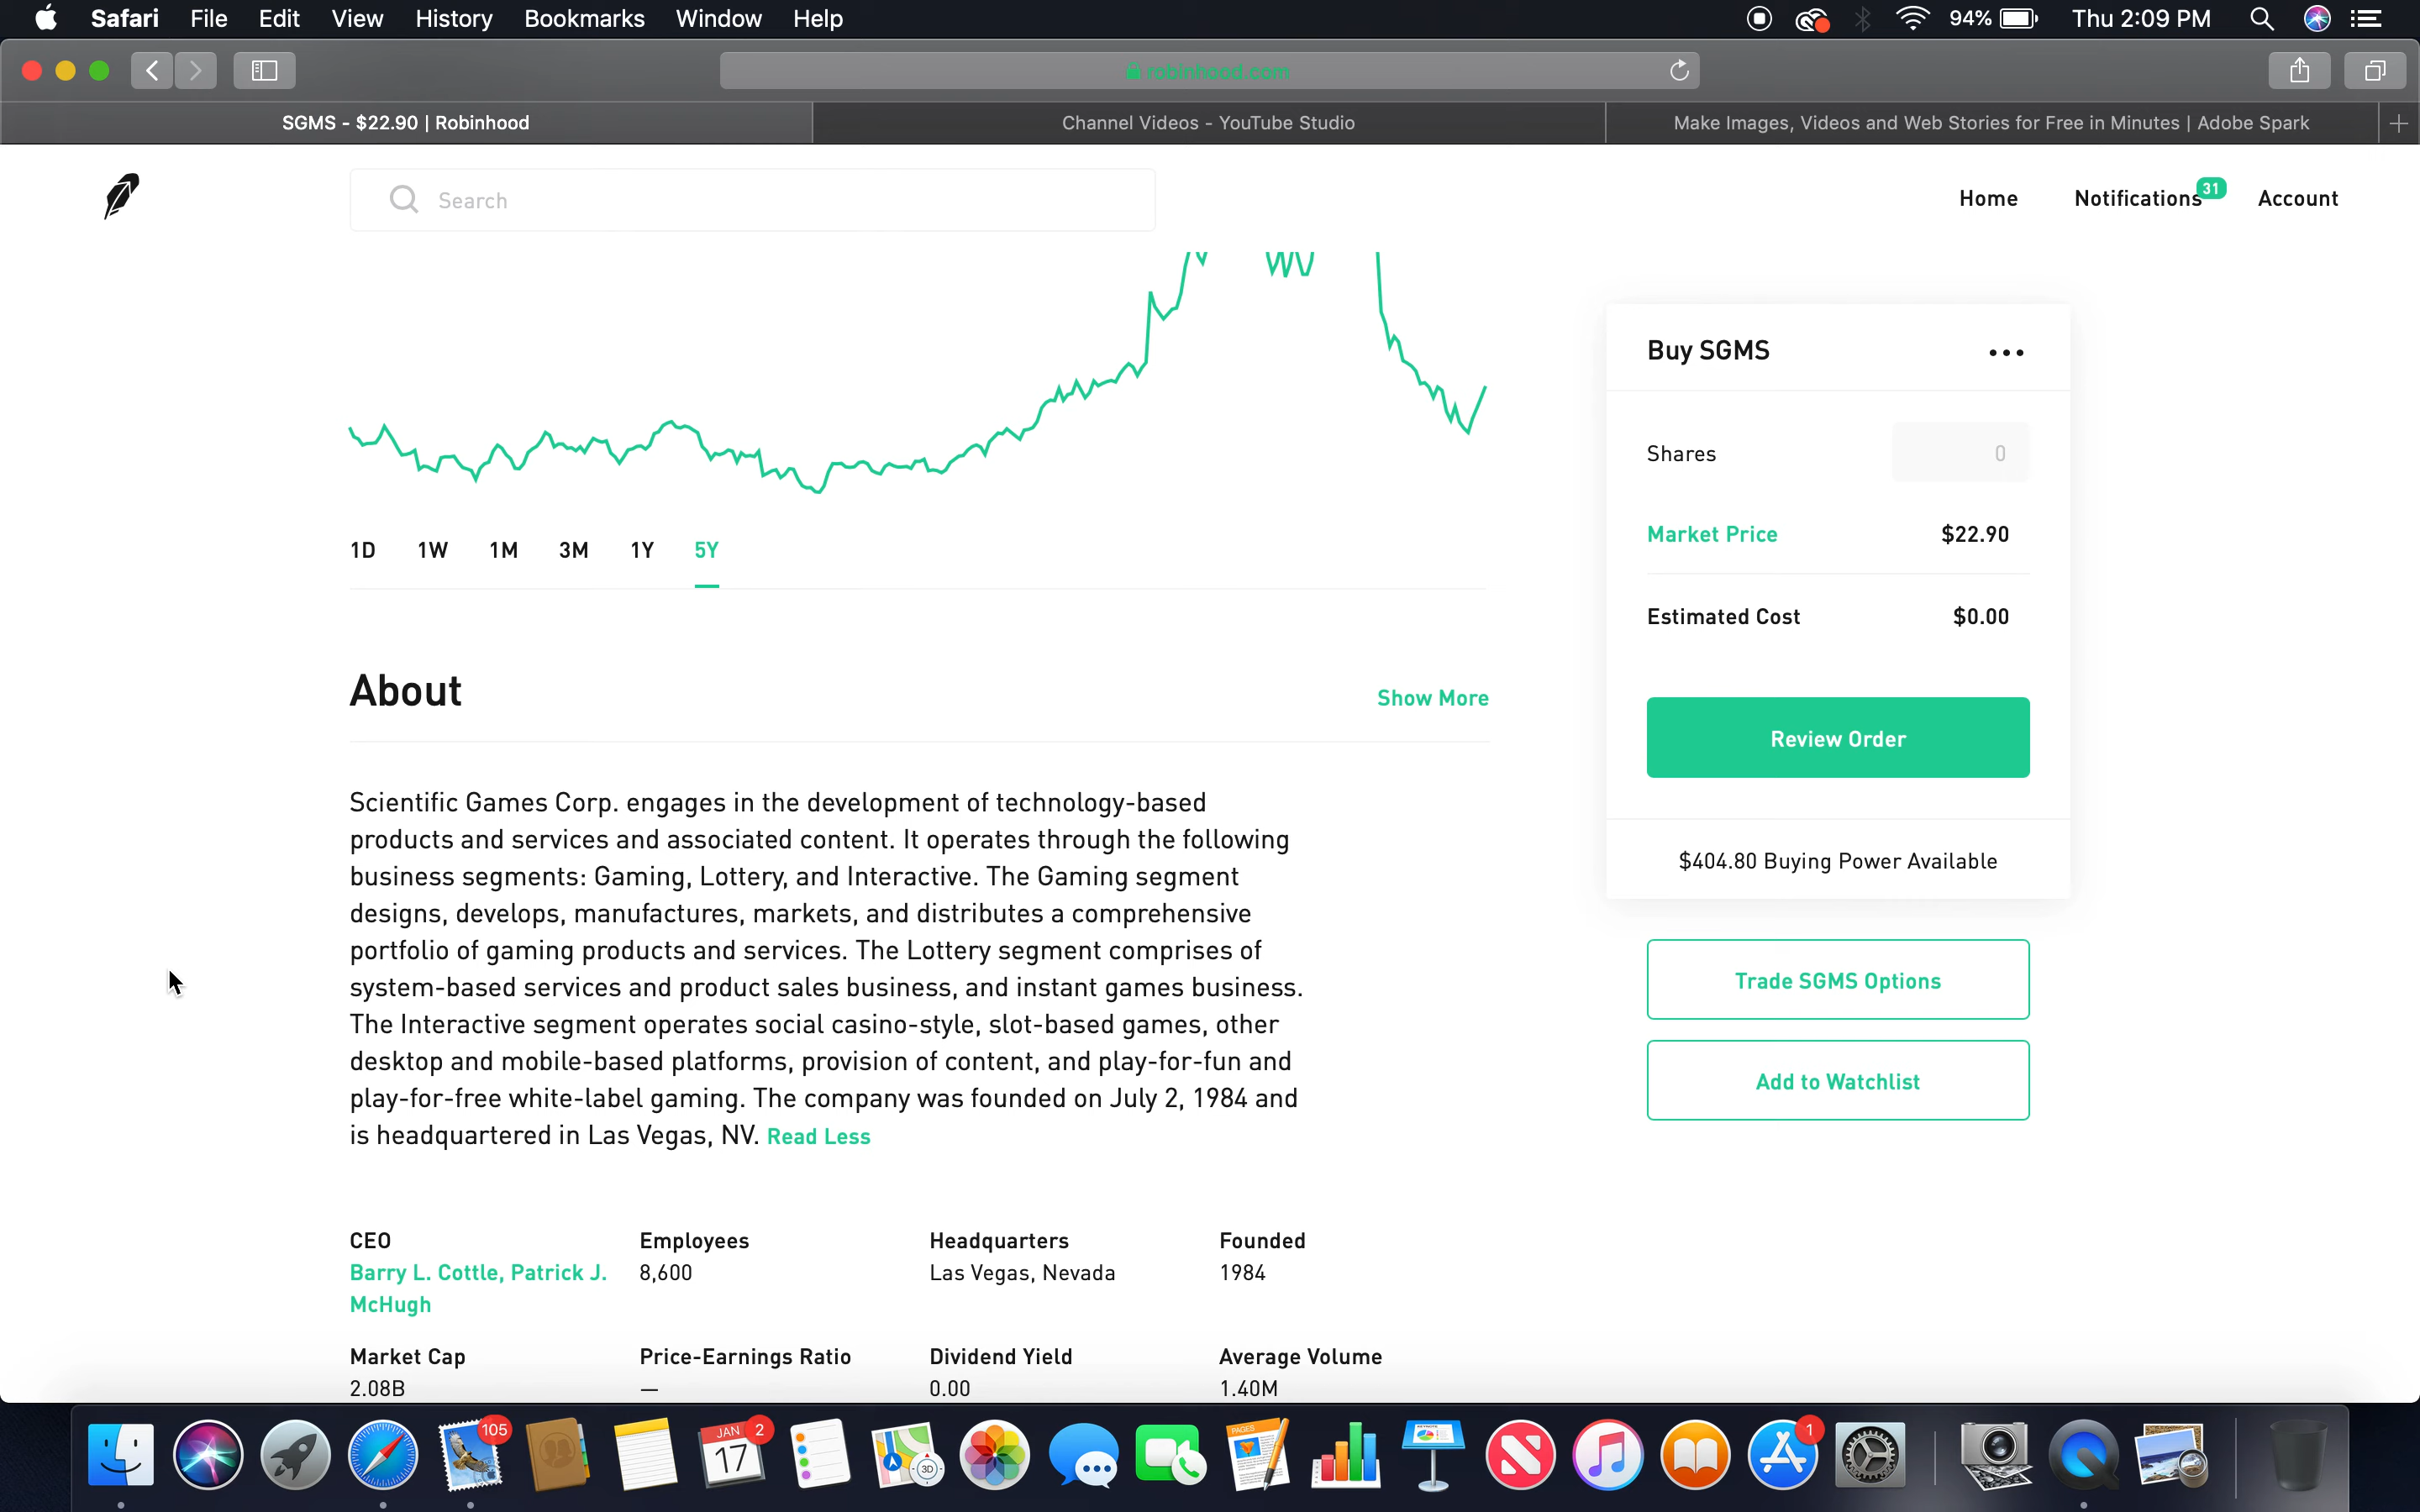 Safari File Edit View History Bookmarks Window Help 94% Thu 2:09 PM
robinhood.com
SGMS - $22.90 | Robinhood
Channel Videos - YouTube Studio
Make Images, Videos and Web Stories for Free in Minutes | Adobe Spark
Search
Home
Notifications 31
Account
1D 1W 1M 3M 1Y 5Y
About
Show More
Scientific Games Corp. engages in the development of technology-based
products and services and associated content. It operates through the following
business segments: Gaming, Lottery, and Interactive. The Gaming segment
designs, develops, manufactures, markets, and distributes a comprehensive
portfolio of gaming products and services. The Lottery segment comprises of
system-based services and product sales business, and instant games business.
The Interactive segment operates social casino-style, slot-based games, other
desktop and mobile-based platforms, provision of content, and play-for-fun and
play-for-free white-label gaming. The company was founded on July 2, 1984 and
is headquartered in Las Vegas, NV. Read Less
CEO
Barry L. Cottle, Patrick J.
McHugh
Employees
8,600
Headquarters
Las Vegas, Nevada
Founded
1984
Market Cap
2.08B
Price-Earnings Ratio
—
Dividend Yield
0.00
Average Volume
1.40M
Buy SGMS
Shares 0
Market Price $22.90
Estimated Cost $0.00
Review Order
$404.80 Buying Power Available
Trade SGMS Options
Add to Watchlist
105
JAN 2
17
3D
PAGES
1